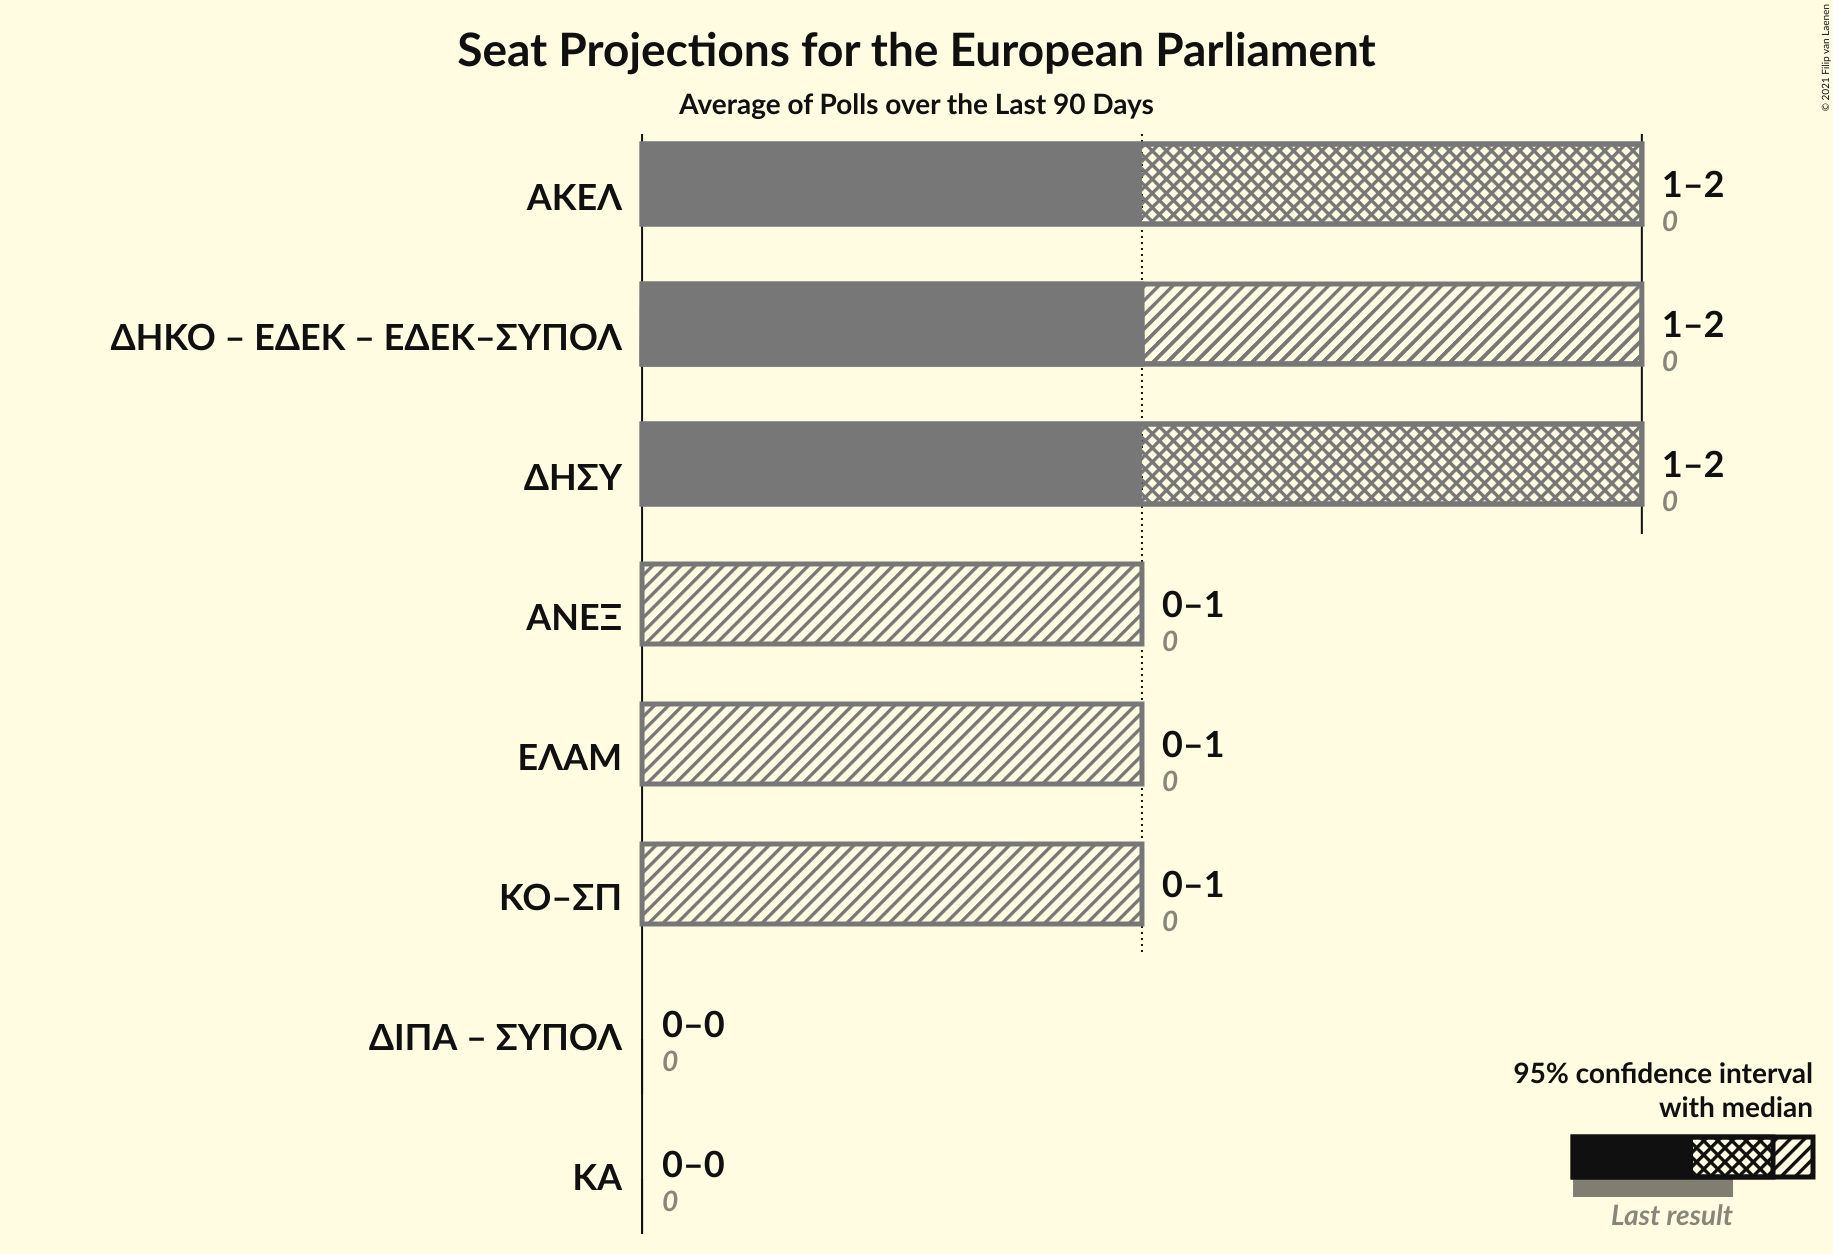 Seat Projections for the European Parliament
Average of Polls over the Last 90 Days
© 2021 Filip van Laenen
ΑΚΕΛ
1–2
0
ΔΗΚΟ – ΕΔΕΚ – ΕΔΕΚ–ΣΥΠΟΛ
1–2
0
ΔΗΣΥ
1–2
0
ΑΝΕΞ
0–1
0
ΕΛΑΜ
0–1
0
ΚΟ–ΣΠ
0–1
0
ΔΙΠΑ – ΣΥΠΟΛ
0–0
0
ΚΑ
0–0
0
95% confidence interval
with median
Last result